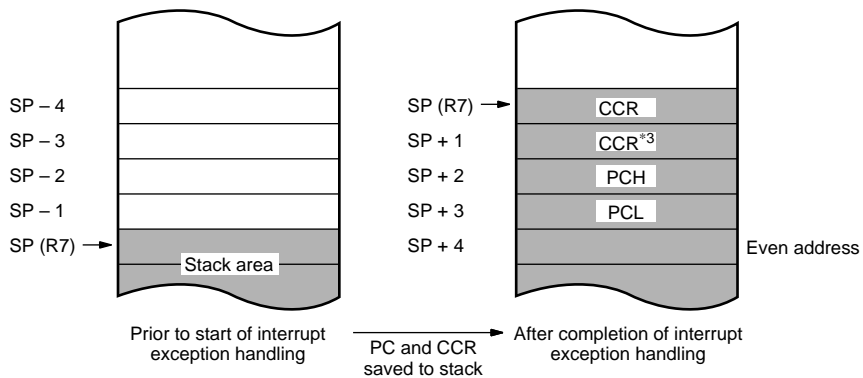 SP – 4
SP – 3
SP – 2
SP – 1
SP (R7)
Stack area
SP (R7)
SP + 1
SP + 2
SP + 3
SP + 4
CCR
CCR*3
PCH
PCL
Even address
Prior to start of interrupt
exception handling
PC and CCR
saved to stack
After completion of interrupt
exception handling